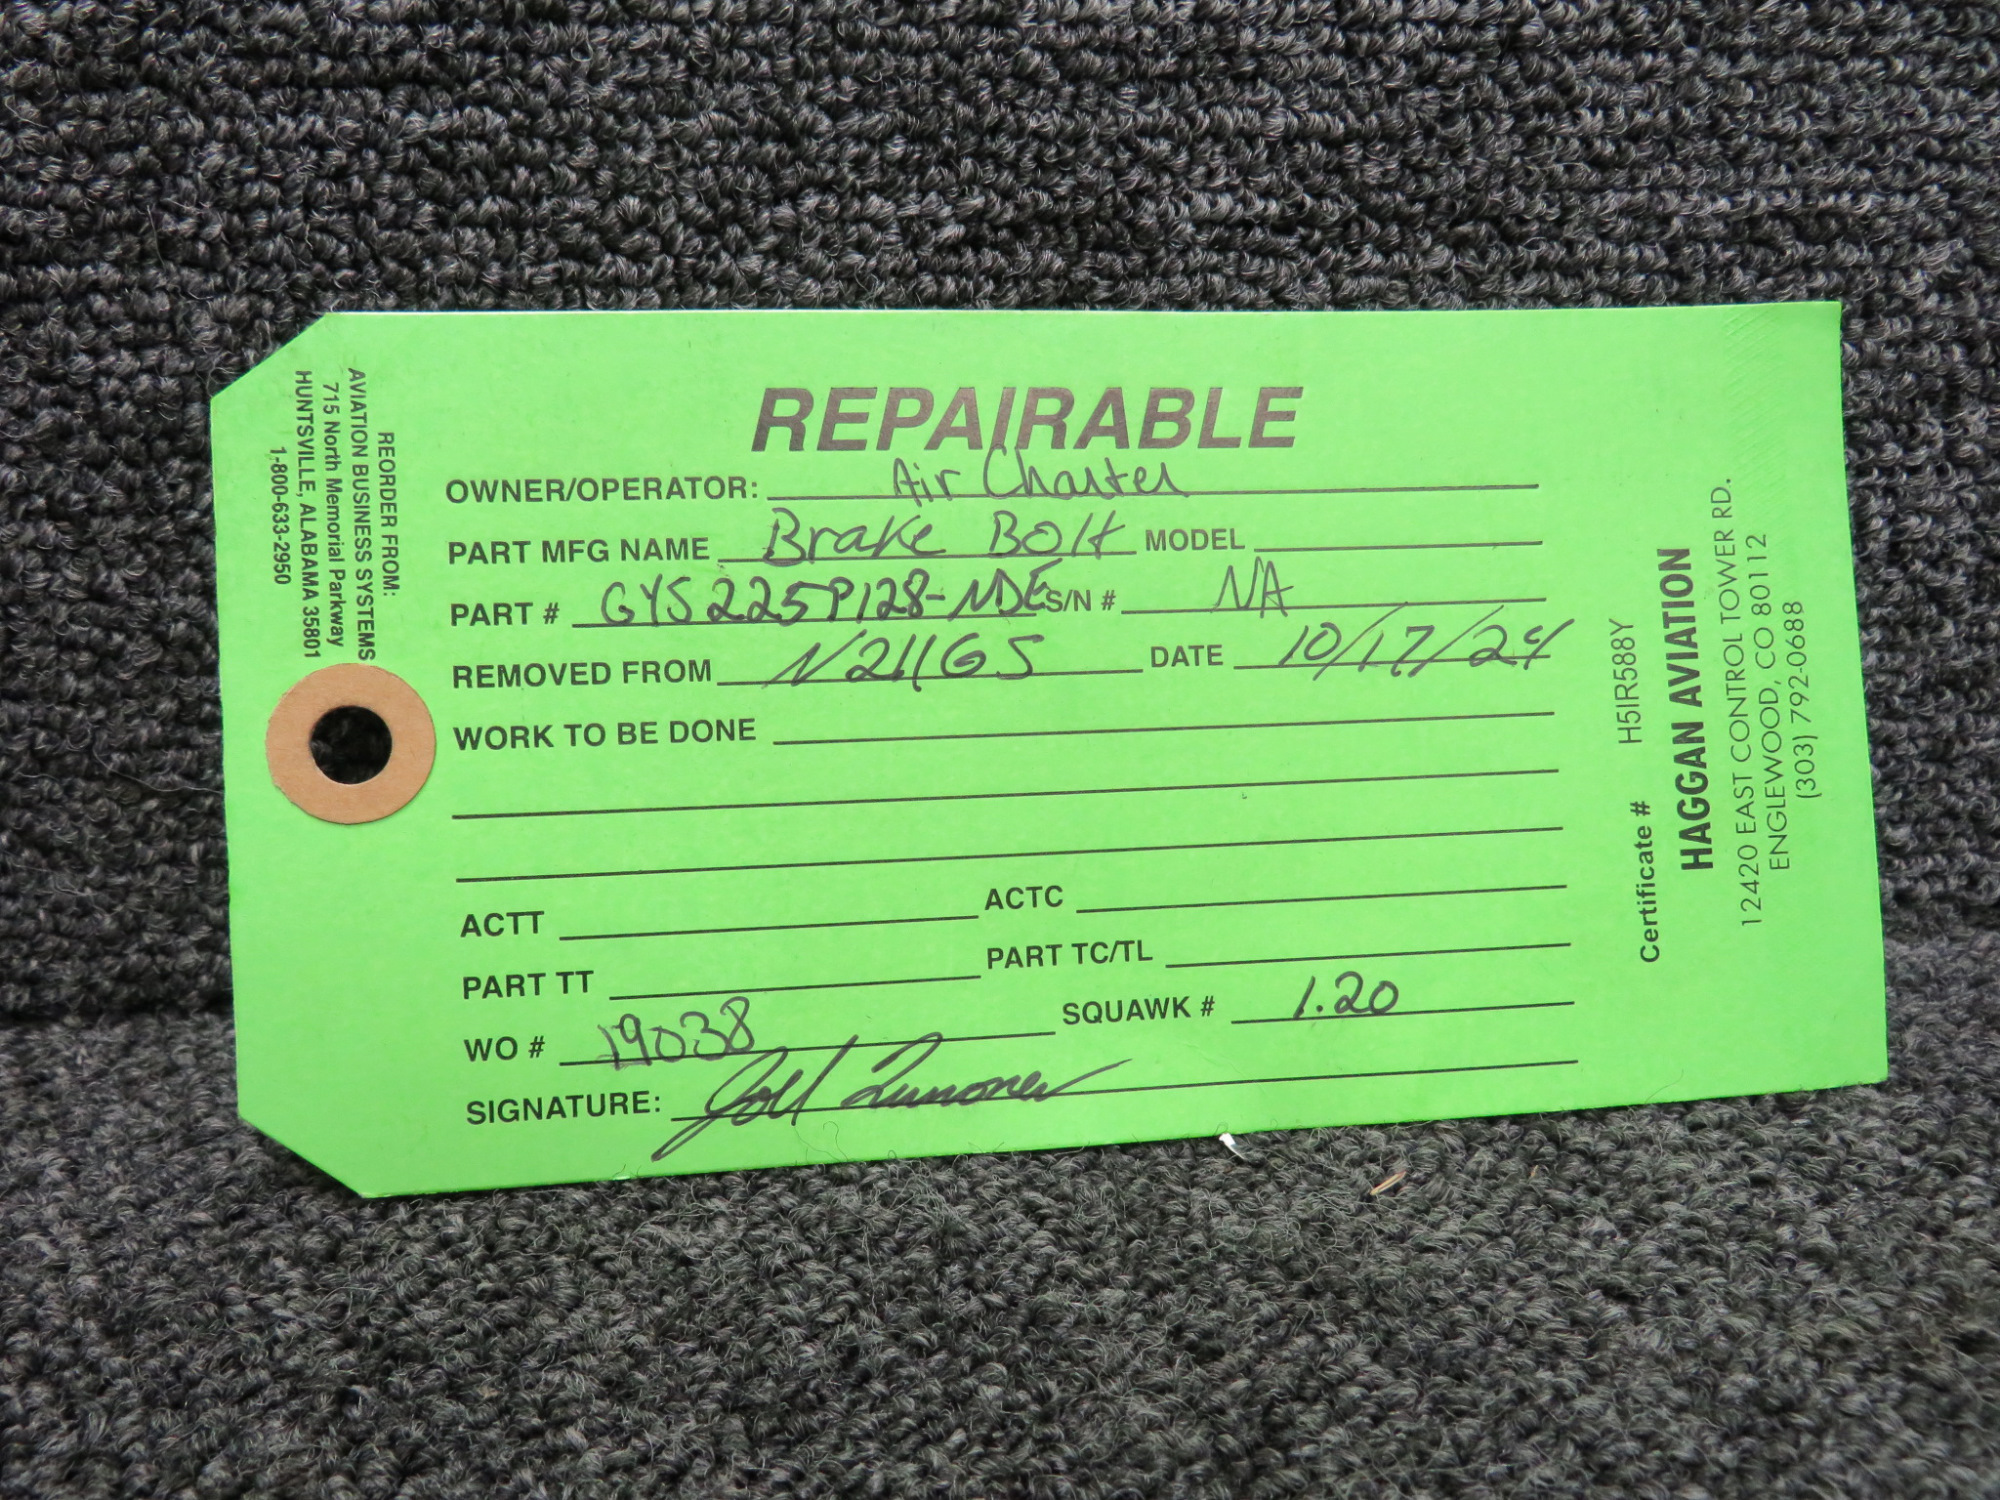 REPAIRABLE
OWNER/OPERATOR: Air Charter
PART MFG NAME Brake Bolt MODEL
PART # GYS225P128-NDE S/N # NA
REMOVED FROM N211GS DATE 10/17/24
WORK TO BE DONE
ACTT ACTC
PART TT PART TC/TL
WO # 19038 SQUAWK # 1.20
SIGNATURE:
REORDER FROM:
AVIATION BUSINESS SYSTEMS
715 North Memorial Parkway
HUNTSVILLE, ALABAMA 35801
1-800-633-2950
Certificate # H5IR588Y
HAGGAN AVIATION
12420 EAST CONTROL TOWER RD.
ENGLEWOOD, CO 80112
(303) 792-0688